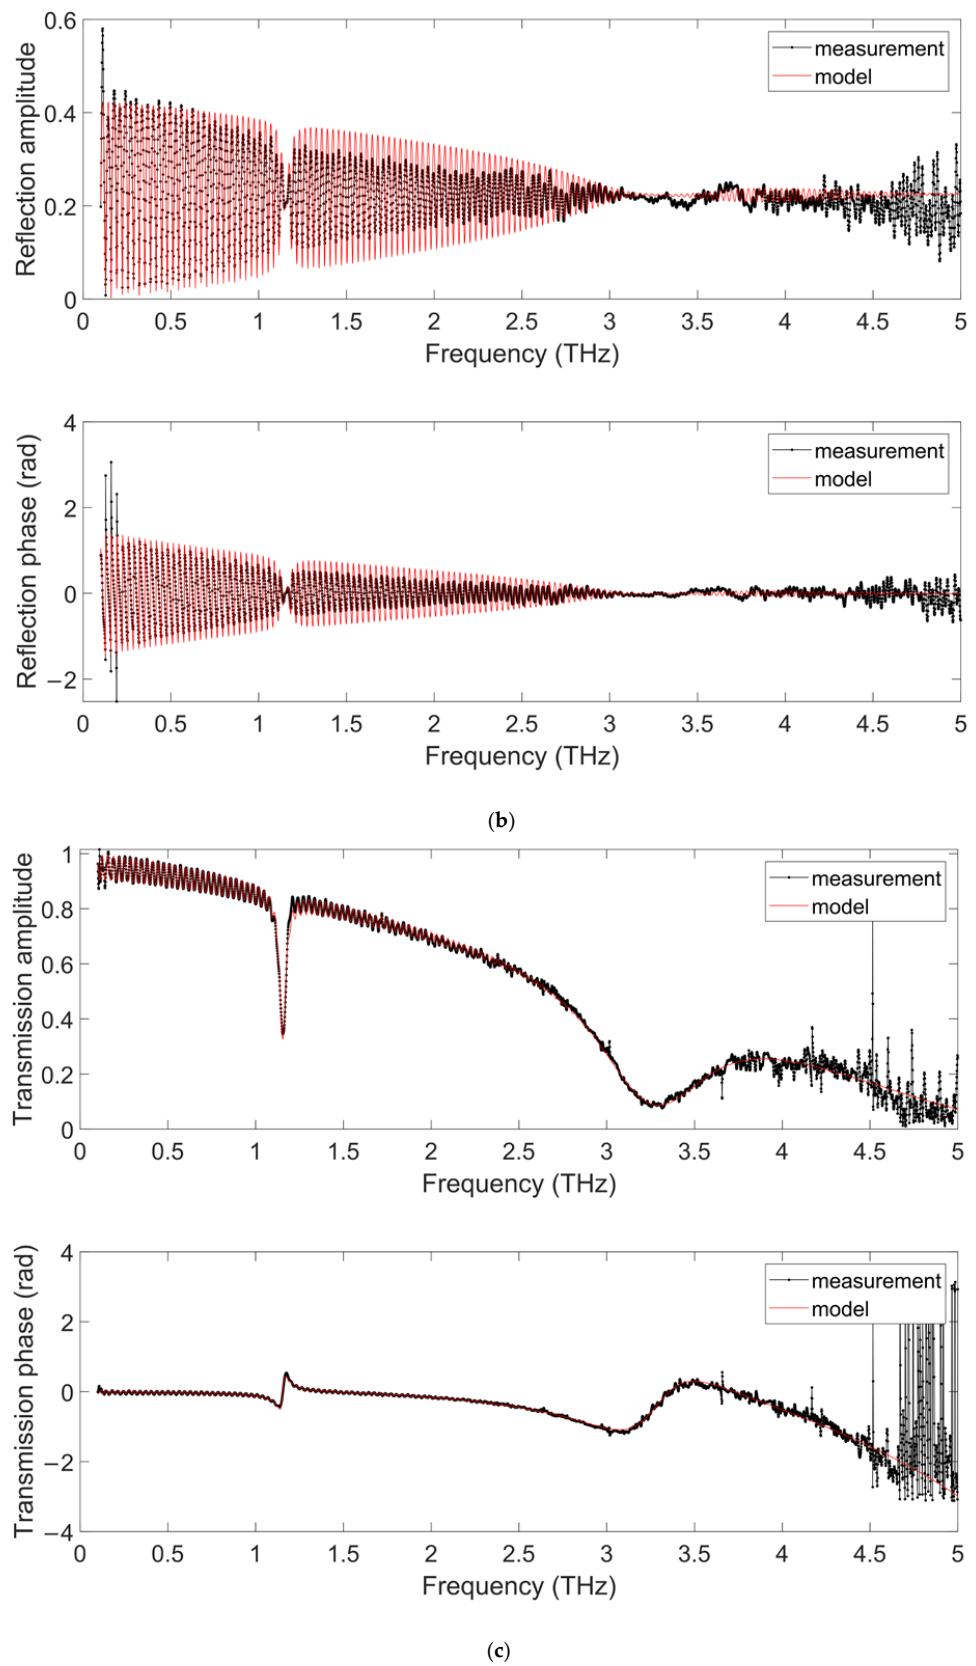 0.6
0.4
0.2
0
Reflection amplitude
measurement
model
0 0.5 1 1.5 2 2.5 3 3.5 4 4.5 5
Frequency (THz)
4
2
0
−2
Reflection phase (rad)
measurement
model
0 0.5 1 1.5 2 2.5 3 3.5 4 4.5 5
Frequency (THz)
(b)
1
0.8
0.6
0.4
0.2
0
Transmission amplitude
measurement
model
0 0.5 1 1.5 2 2.5 3 3.5 4 4.5 5
Frequency (THz)
4
2
0
−2
−4
Transmission phase (rad)
measurement
model
0 0.5 1 1.5 2 2.5 3 3.5 4 4.5 5
Frequency (THz)
(c)